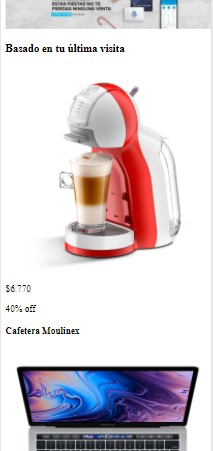 ESTAS FIESTAS NO TE
PIERDAS NINGUNA VENTA
Basado en tu última visita
$6.770
40% off
Cafetera Moulinex